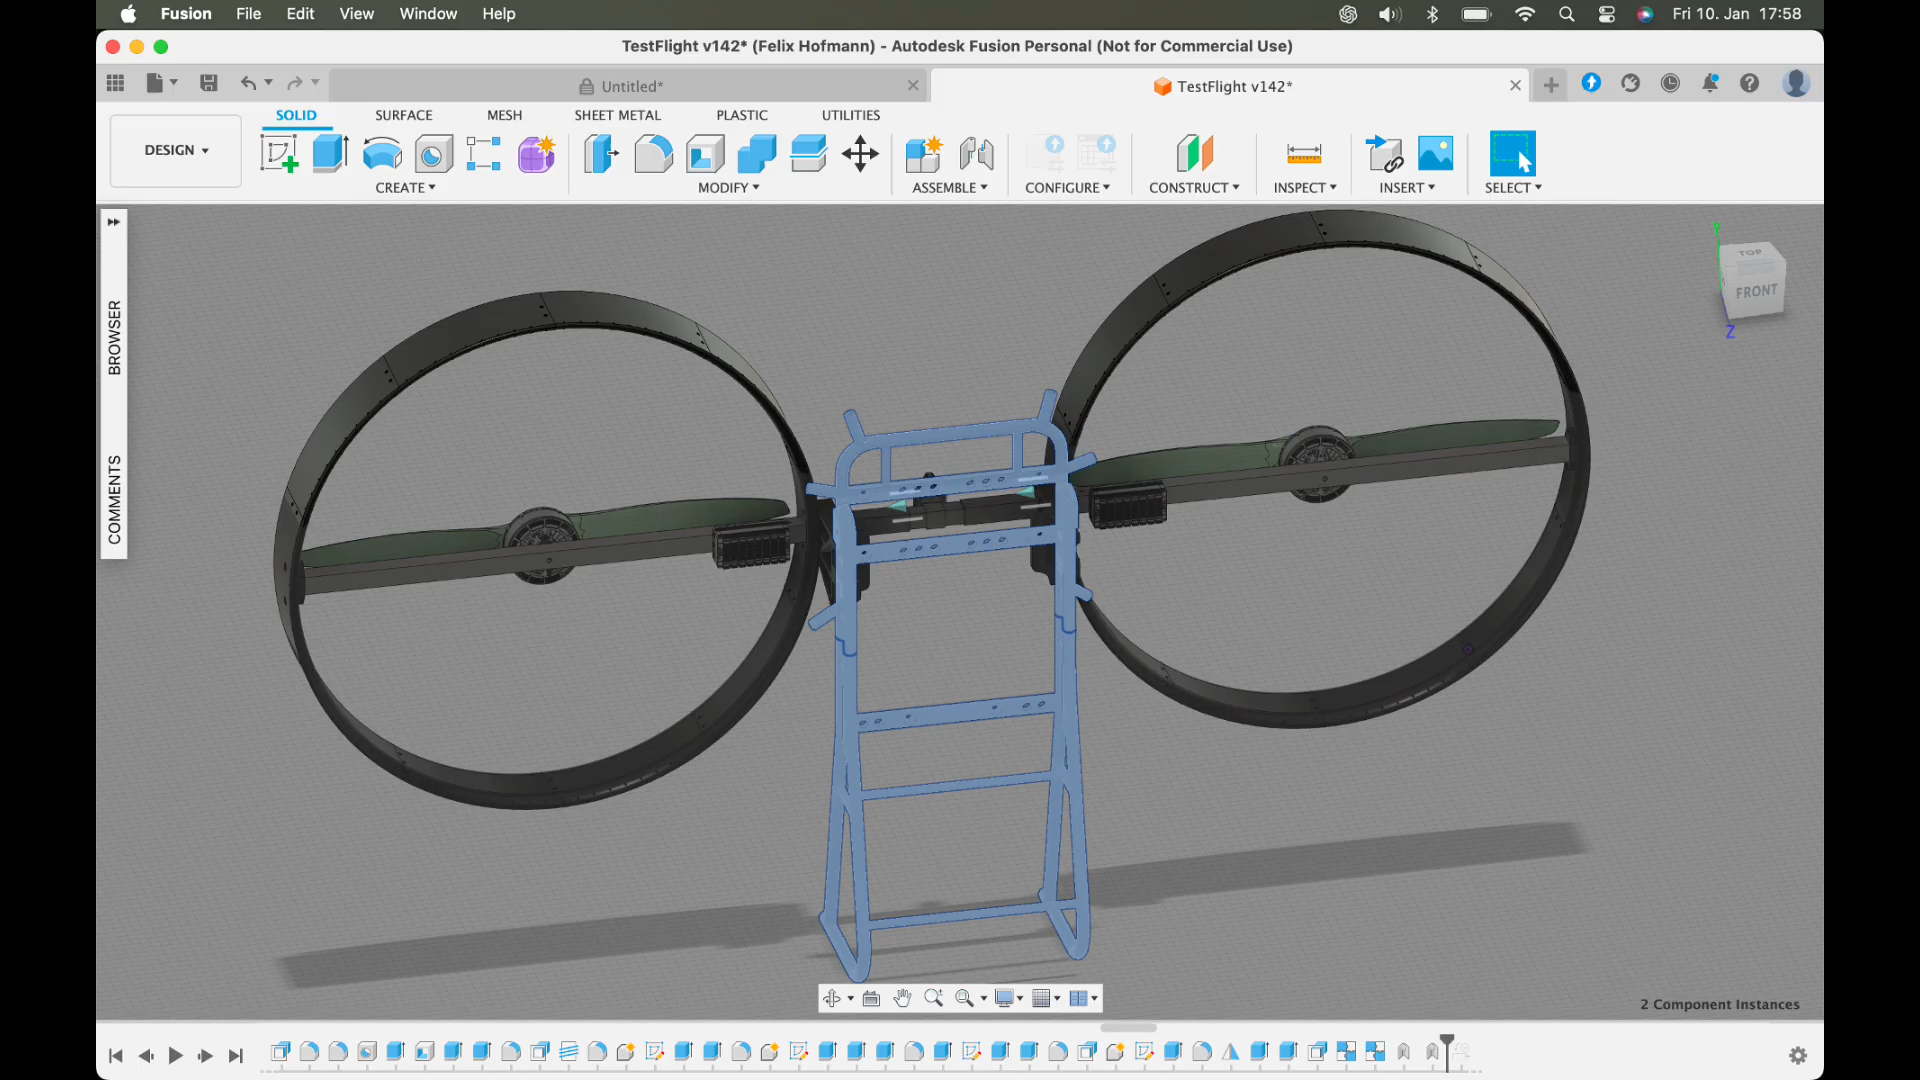 Fusion File Edit View Window Help Fri 10. Jan 17:58
TestFlight v142* (Felix Hofmann) - Autodesk Fusion Personal (Not for Commercial Use)
Untitled* TestFlight v142*
SOLID SURFACE MESH SHEET METAL PLASTIC UTILITIES
DESIGN
CREATE MODIFY ASSEMBLE CONFIGURE CONSTRUCT INSPECT INSERT SELECT
BROWSER
COMMENTS
Y
TOP
FRONT
Z
2 Component Instances